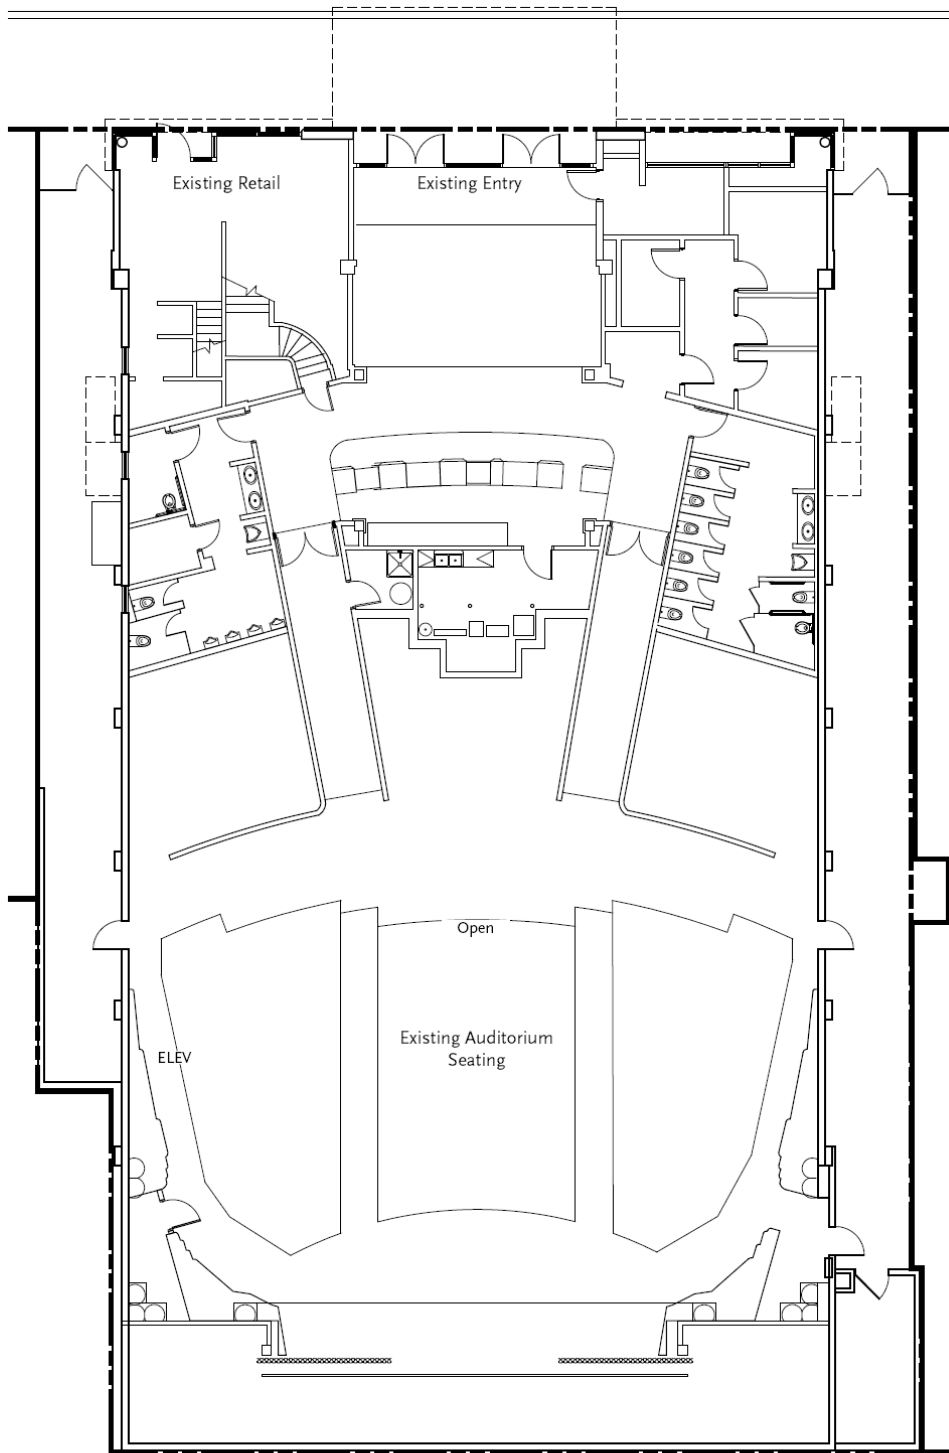 Existing Retail
Existing Entry
Open
Existing Auditorium
Seating
ELEV